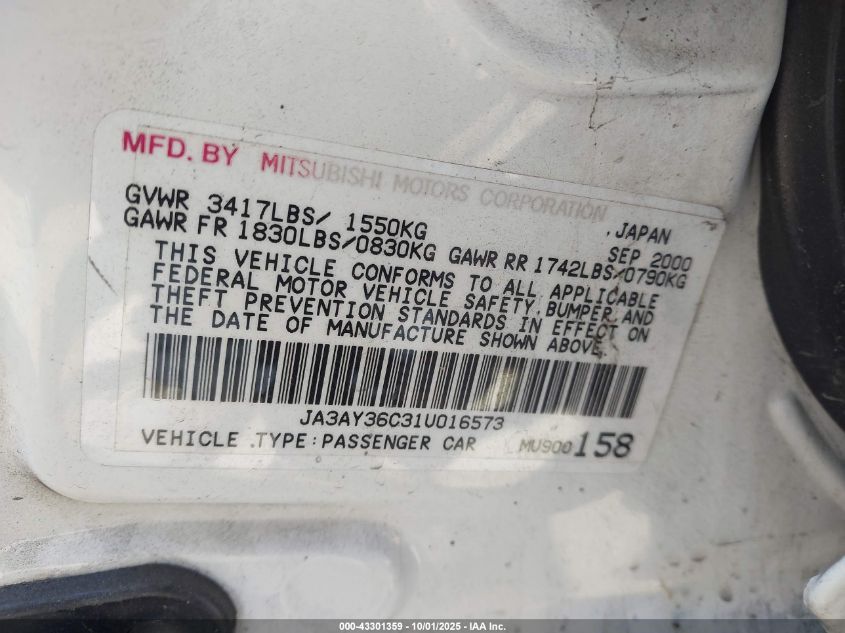 MFD. BY MITSUBISHI MOTORS CORPORATION , JAPAN
GVWR 3417LBS/ 1550KG SEP 2000
GAWR FR 1830LBS/0830KG GAWR RR 1742LBS/0790KG
THIS VEHICLE CONFORMS TO ALL APPLICABLE
FEDERAL MOTOR VEHICLE SAFETY, BUMPER, AND
THEFT PREVENTION STANDARDS IN EFFECT ON
THE DATE OF MANUFACTURE SHOWN ABOVE.
JA3AY36C31U016573
VEHICLE TYPE:PASSENGER CAR MU900158
000-43301359 - 10/01/2025 - IAA Inc.